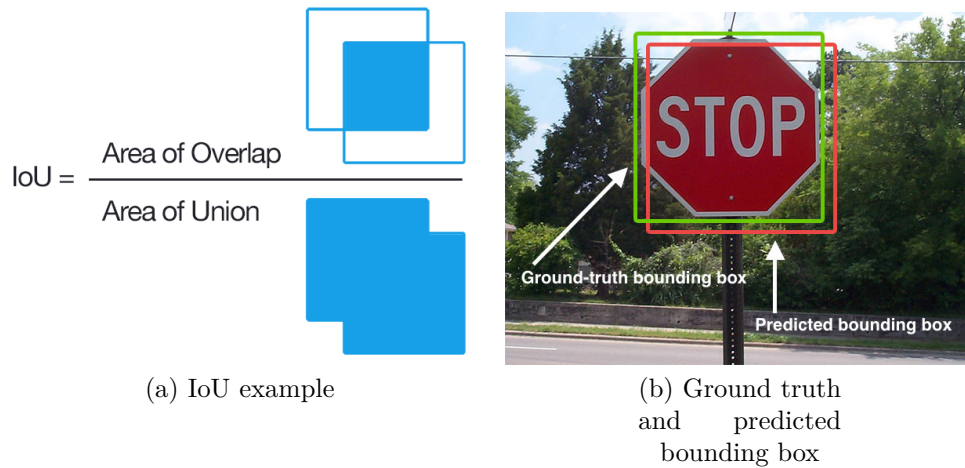 IoU =
Area of Overlap
Area of Union
STOP
Ground-truth bounding box
Predicted bounding box
(a) IoU example
(b) Ground truth
and predicted
bounding box